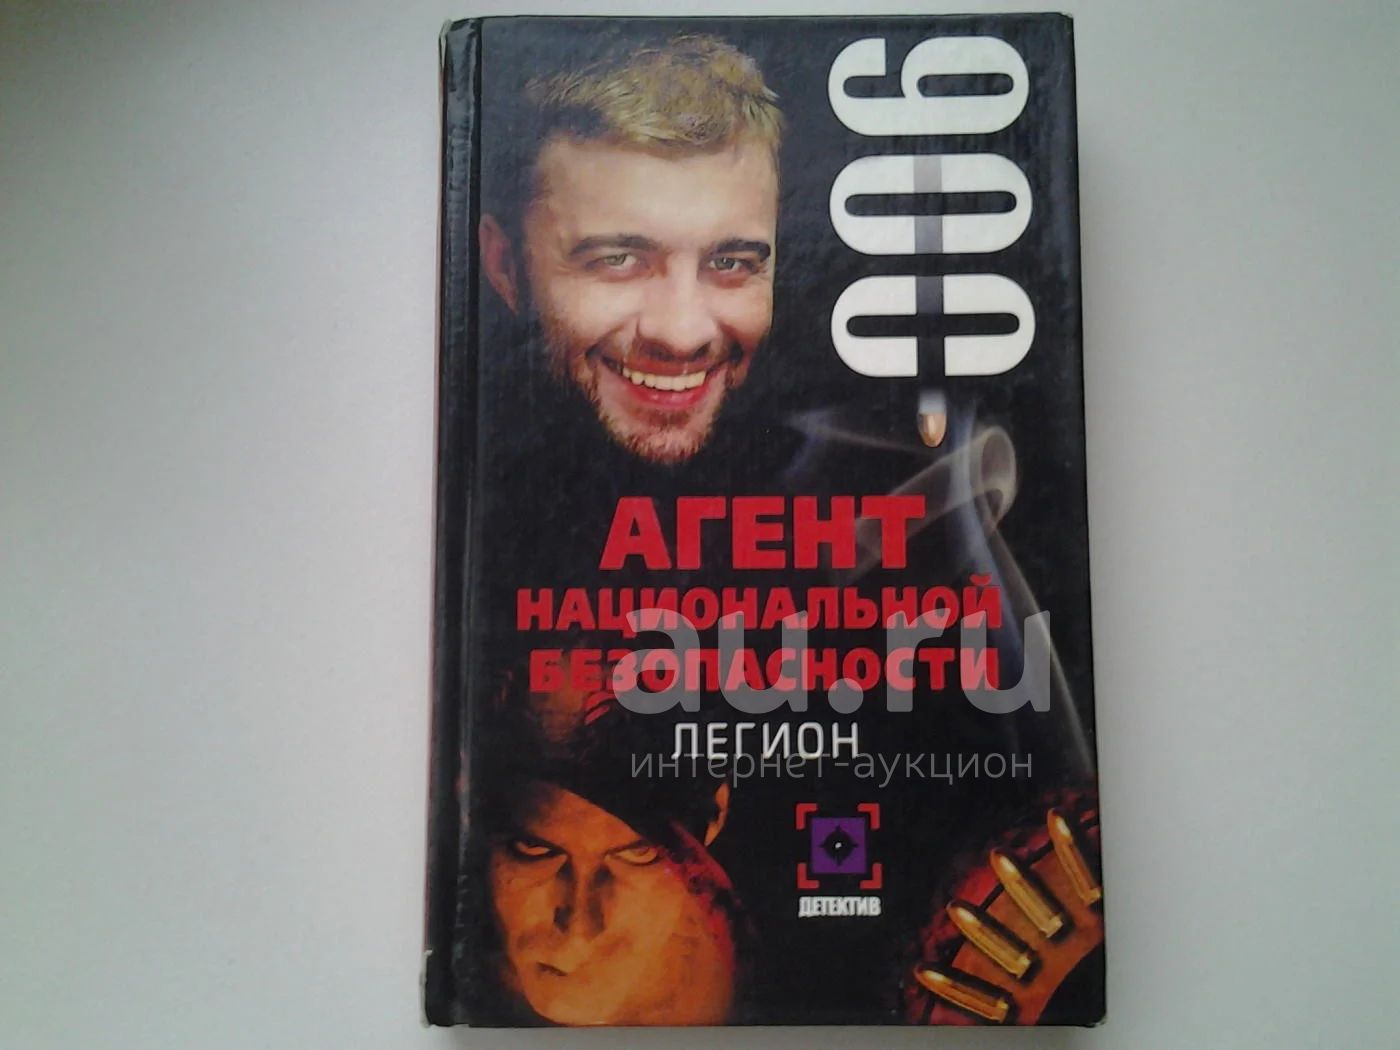 006
АГЕНТ
НАЦИОНАЛЬНОЙ
БЕЗОПАСНОСТИ
au.ru
ЛЕГИОН
интернет-аукцион
ДЕТЕКТИВ